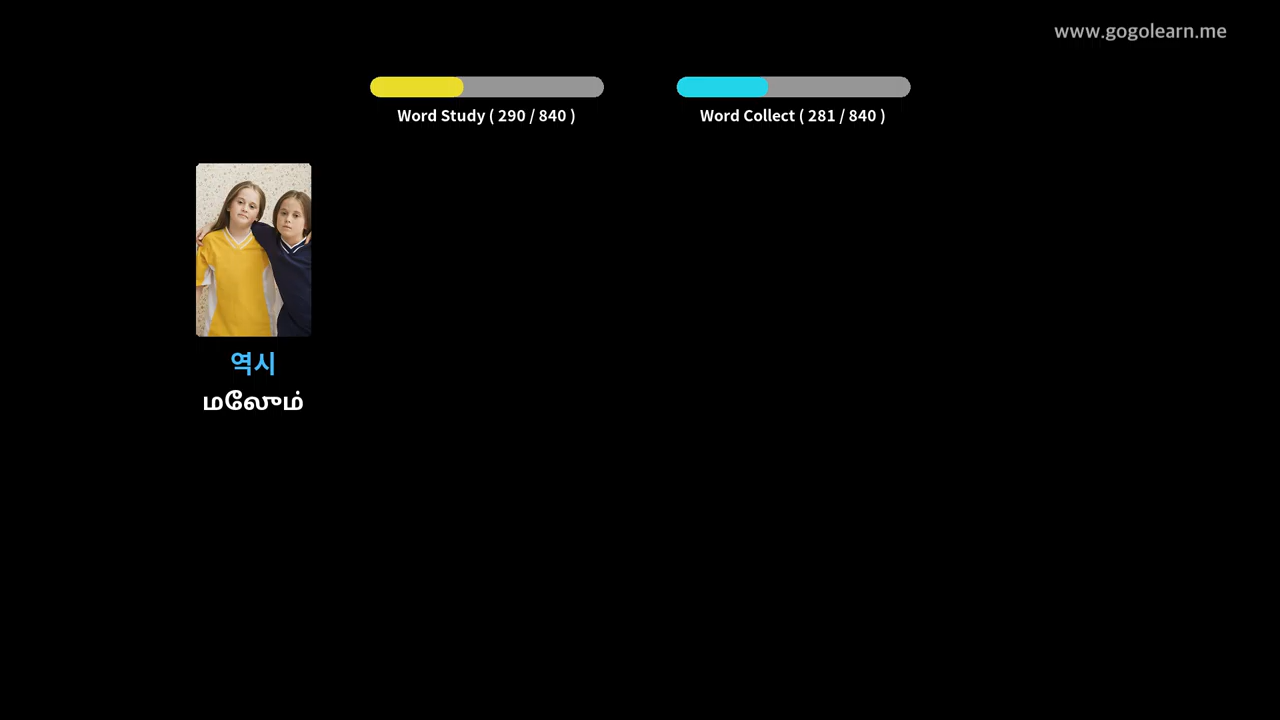 www.gogolearn.me
Word Study ( 290 / 840 )
Word Collect ( 281 / 840 )
역시
மலேும்